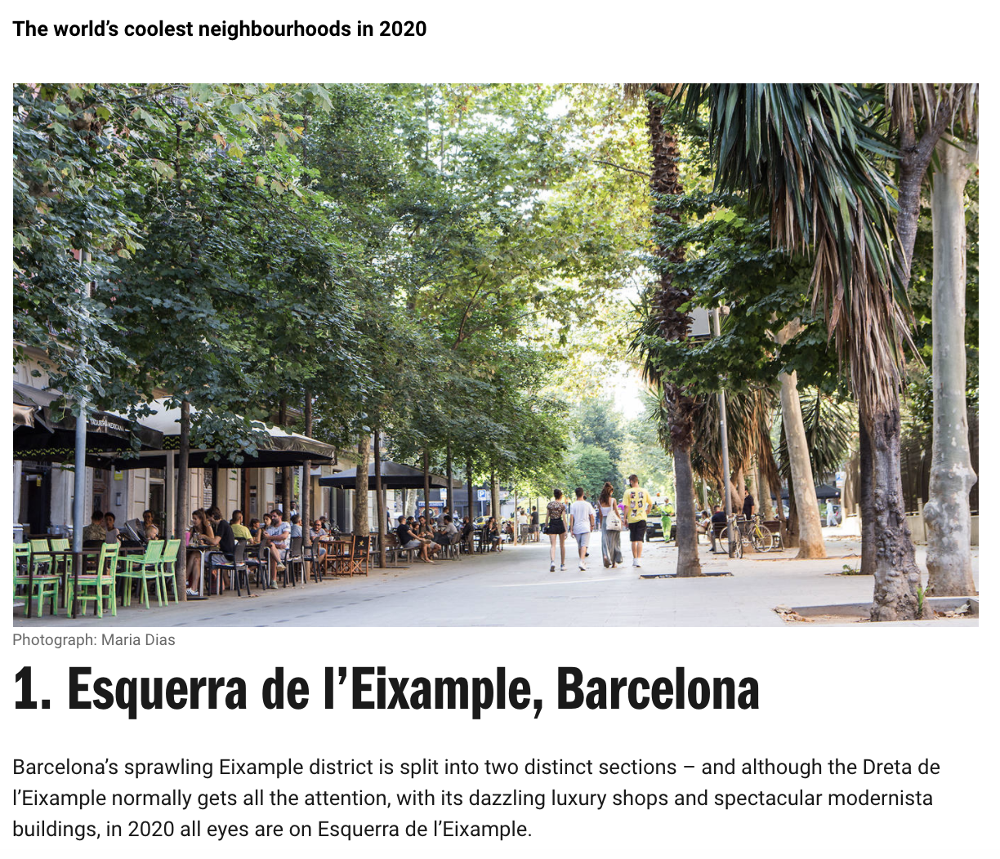 The world’s coolest neighbourhoods in 2020
TAQUERIA MEXICANA
P
Photograph: Maria Dias
1. Esquerra de l’Eixample, Barcelona
Barcelona’s sprawling Eixample district is split into two distinct sections – and although the Dreta de
l’Eixample normally gets all the attention, with its dazzling luxury shops and spectacular modernista
buildings, in 2020 all eyes are on Esquerra de l’Eixample.